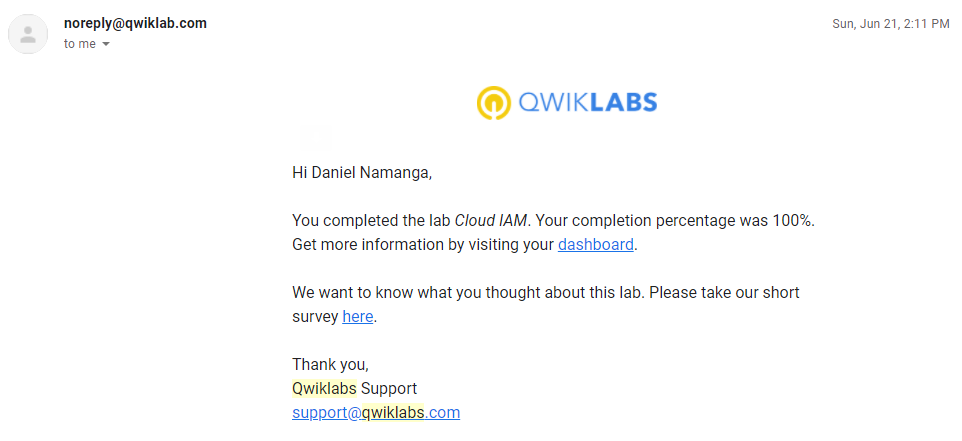 noreply@qwiklab.com
Sun, Jun 21, 2:11 PM
to me
QWIKLABS
Hi Daniel Namanga,
You completed the lab Cloud IAM. Your completion percentage was 100%.
Get more information by visiting your dashboard.
We want to know what you thought about this lab. Please take our short
survey here.
Thank you,
Qwiklabs Support
support@qwiklabs.com